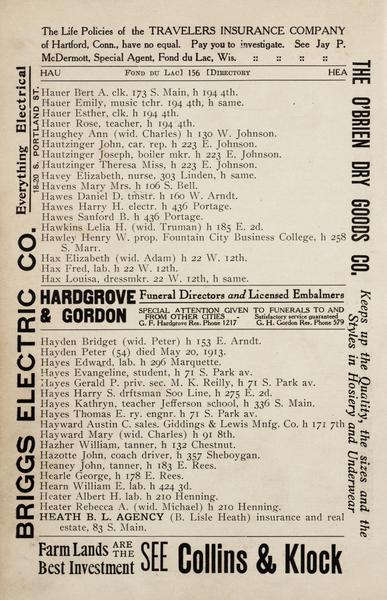 The Life Policies of the TRAVELERS INSURANCE COMPANY
of Hartford, Conn., have no equal. Pay you to investigate. See Jay P.
McDermott, Special Agent, Fond du Lac, Wis. :: :: :: ::
HAU FOND DU LAC] 156 [DIRECTORY HEA
Hauer Bert A. clk. 173 S. Main, h 194 4th.
Hauer Emily, music tchr. 194 4th, h same.
Hauer Esther, clk. h 194 4th.
Hauer Rose, teacher, h 194 4th.
Haughey Ann (wid. Charles) h 130 W. Johnson.
Hautzinger John, car. rep. h 223 E. Johnson.
Hautzinger Joseph, boiler mkr. h 223 E. Johnson.
Hautzinger Theresa Miss, h 223 E. Johnson.
Havey Elizabeth, nurse, 303 Linden, h same.
Havens Mary Mrs. h 106 S. Bell.
Hawes Daniel D. tmstr. h 160 W. Arndt.
Hawes Harry H. electr. h 436 Portage.
Hawes Sanford B. h 436 Portage.
Hawkins Lelia H. (wid. Truman) h 185 E. 2d.
Hawley Henry W. prop. Fountain City Business College, h 258
S. Marr.
Hax Elizabeth (wid. Adam) h 22 W. 12th.
Hax Fred, lab. h 22 W. 12th.
Hax Louisa, dressmkr. 22 W. 12th, h same.
HARDGROVE & GORDON
Funeral Directors and Licensed Embalmers
SPECIAL ATTENTION GIVEN TO FUNERALS TO AND
FROM OTHER CITIES Satisfactory service guaranteed
G. F. Hardgrove Res. Phone 1217 G. H. Gordon Res. Phone 579
Hayden Bridget (wid. Peter) h 153 E. Arndt.
Hayden Peter (54) died May 20, 1913.
Hayes Edward, lab. h 296 Marquette.
Hayes Evangeline, student, h 71 S. Park av.
Hayes Gerald P. priv. sec. M. K. Reilly, h 71 S. Park av.
Hayes Harry S. drftsman Soo Line, h 275 E. 2d.
Hayes Kathryn, teacher Jefferson school, h 336 S. Main.
Hayes Thomas E. ry. engnr. h 71 S. Park av.
Hayward Austin C. sales. Giddings & Lewis Mnfg. Co. h 171 7th
Hayward Mary (wid. Charles) h 91 8th.
Hazher William, tanner, h 132 Chestnut.
Hazotte John, coach driver, h 357 Sheboygan.
Heaney John, tanner, h 183 E. Rees.
Hearle George, h 178 E. Rees.
Hearn William E. lab. h 424 3d.
Heater Albert H. lab. h 210 Henning.
Heater Rebecca A. (wid. Michael) h 210 Henning.
HEATH B. L. AGENCY (B. Lisle Heath) insurance and real
estate, 83 S. Main.
Farm Lands ARE THE
Best Investment
SEE Collins & Klock
BRIGGS ELECTRIC CO. Everything Electrical
18-20 S. PORTLAND ST.
THE O'BRIEN DRY GOODS CO. Keeps up the Quality, the sizes and the
Styles in Hosiery and Underwear